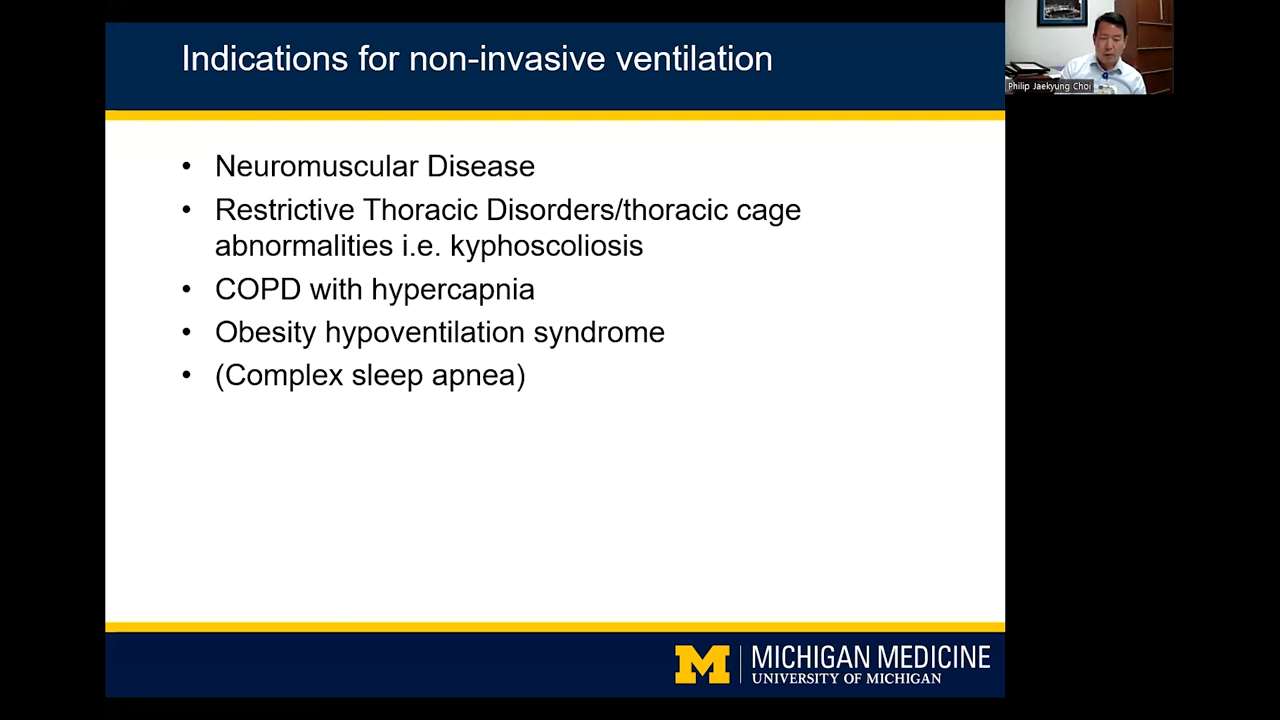 Indications for non-invasive ventilation
Philip Jaekyung Choi
• Neuromuscular Disease
• Restrictive Thoracic Disorders/thoracic cage
abnormalities i.e. kyphoscoliosis
• COPD with hypercapnia
• Obesity hypoventilation syndrome
• (Complex sleep apnea)
M
MICHIGAN MEDICINE
UNIVERSITY OF MICHIGAN